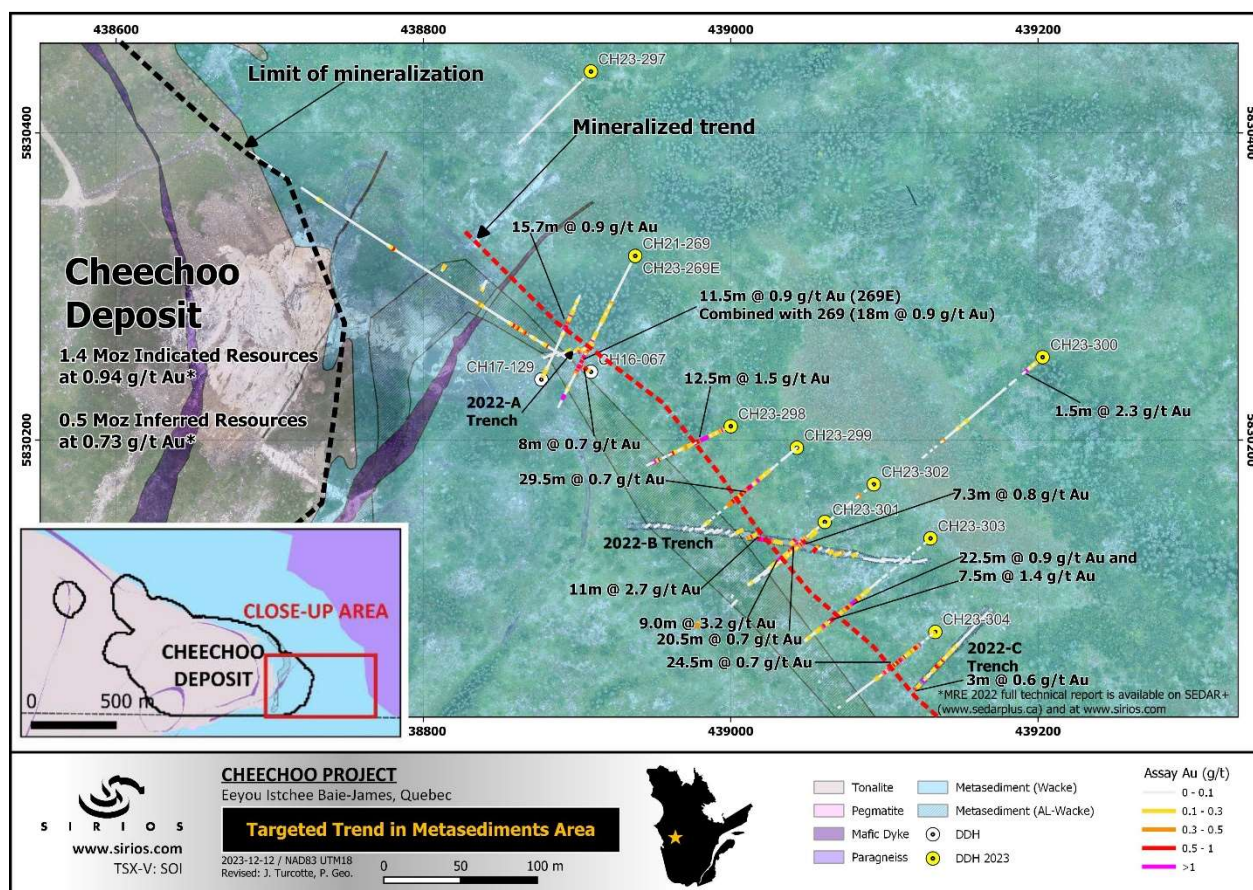 438600
438800
439000
439200
5830400
5830400
5830200
5830200
38800
439000
439200
Limit of mineralization
Mineralized trend
CH23-297
Cheechoo
Deposit
1.4 Moz Indicated Resources
at 0.94 g/t Au*
0.5 Moz Inferred Resources
at 0.73 g/t Au*
15.7m @ 0.9 g/t Au
CH21-269
CH23-269E
11.5m @ 0.9 g/t Au (269E)
Combined with 269 (18m @ 0.9 g/t Au)
CH17-129
CH16-067
2022-A
Trench
8m @ 0.7 g/t Au
12.5m @ 1.5 g/t Au
CH23-298
CH23-299
CH23-300
1.5m @ 2.3 g/t Au
29.5m @ 0.7 g/t Au
CH23-302
CH23-301
7.3m @ 0.8 g/t Au
CH23-303
2022-B Trench
22.5m @ 0.9 g/t Au and
7.5m @ 1.4 g/t Au
11m @ 2.7 g/t Au
9.0m @ 3.2 g/t Au
20.5m @ 0.7 g/t Au
CH23-304
24.5m @ 0.7 g/t Au
2022-C
Trench
3m @ 0.6 g/t Au
*MRE 2022 full technical report is available on SEDAR+
(www.sedarplus.ca) and at www.sirios.com
CLOSE-UP AREA
CHEECHOO
DEPOSIT
0 500 m
SIRIOS
www.sirios.com
TSX-V: SOI
CHEECHOO PROJECT
Eeyou Istchee Baie-James, Quebec
Targeted Trend in Metasediments Area
2023-12-12 / NAD83 UTM18
Revised: J. Turcotte, P. Geo.
0 50 100 m
Tonalite
Pegmatite
Mafic Dyke
Paragneiss
Metasediment (Wacke)
Metasediment (AL-Wacke)
DDH
DDH 2023
Assay Au (g/t)
0 - 0.1
0.1 - 0.3
0.3 - 0.5
0.5 - 1
>1